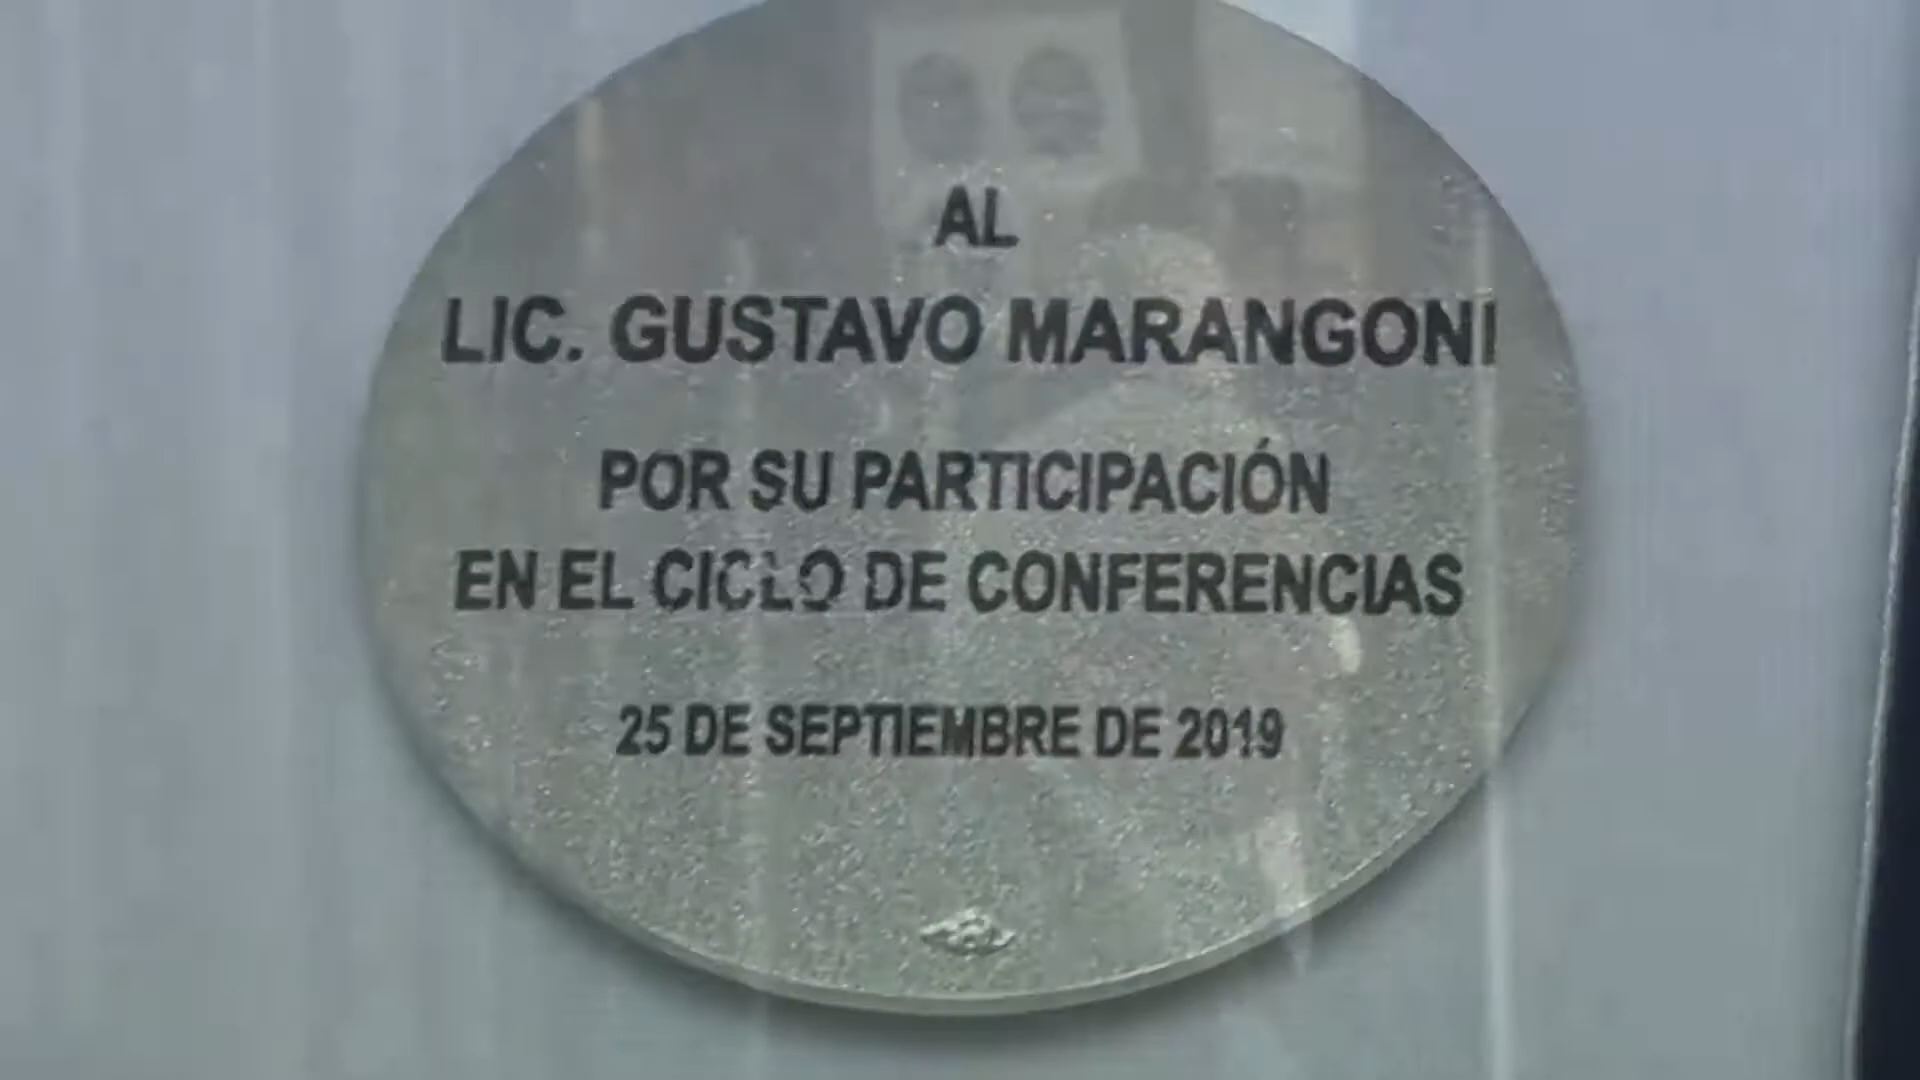 AL
LIC. GUSTAVO MARANGONI
POR SU PARTICIPACIÓN
EN EL CICLO DE CONFERENCIAS
25 DE SEPTIEMBRE DE 2019